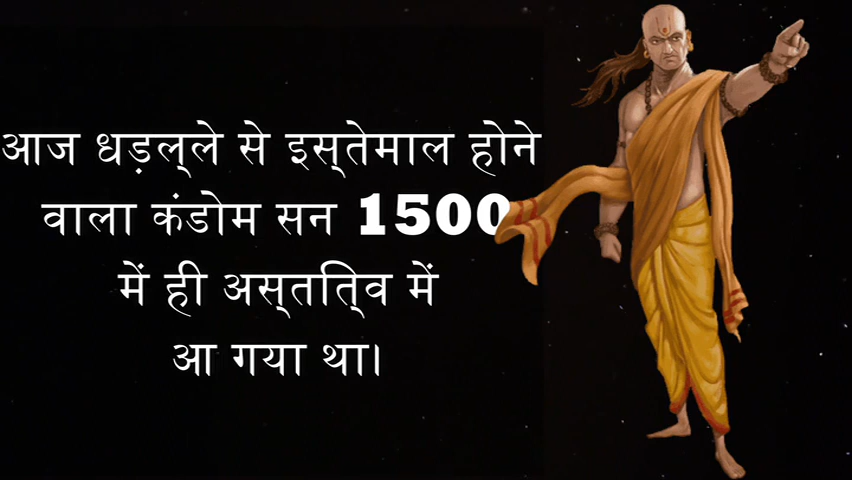 आज धड़ल्‌ले से इस्‌तेमाल होने
वाला कंडोम सन 1500
में ही अस्‌तति्‌व में
आ गया था।